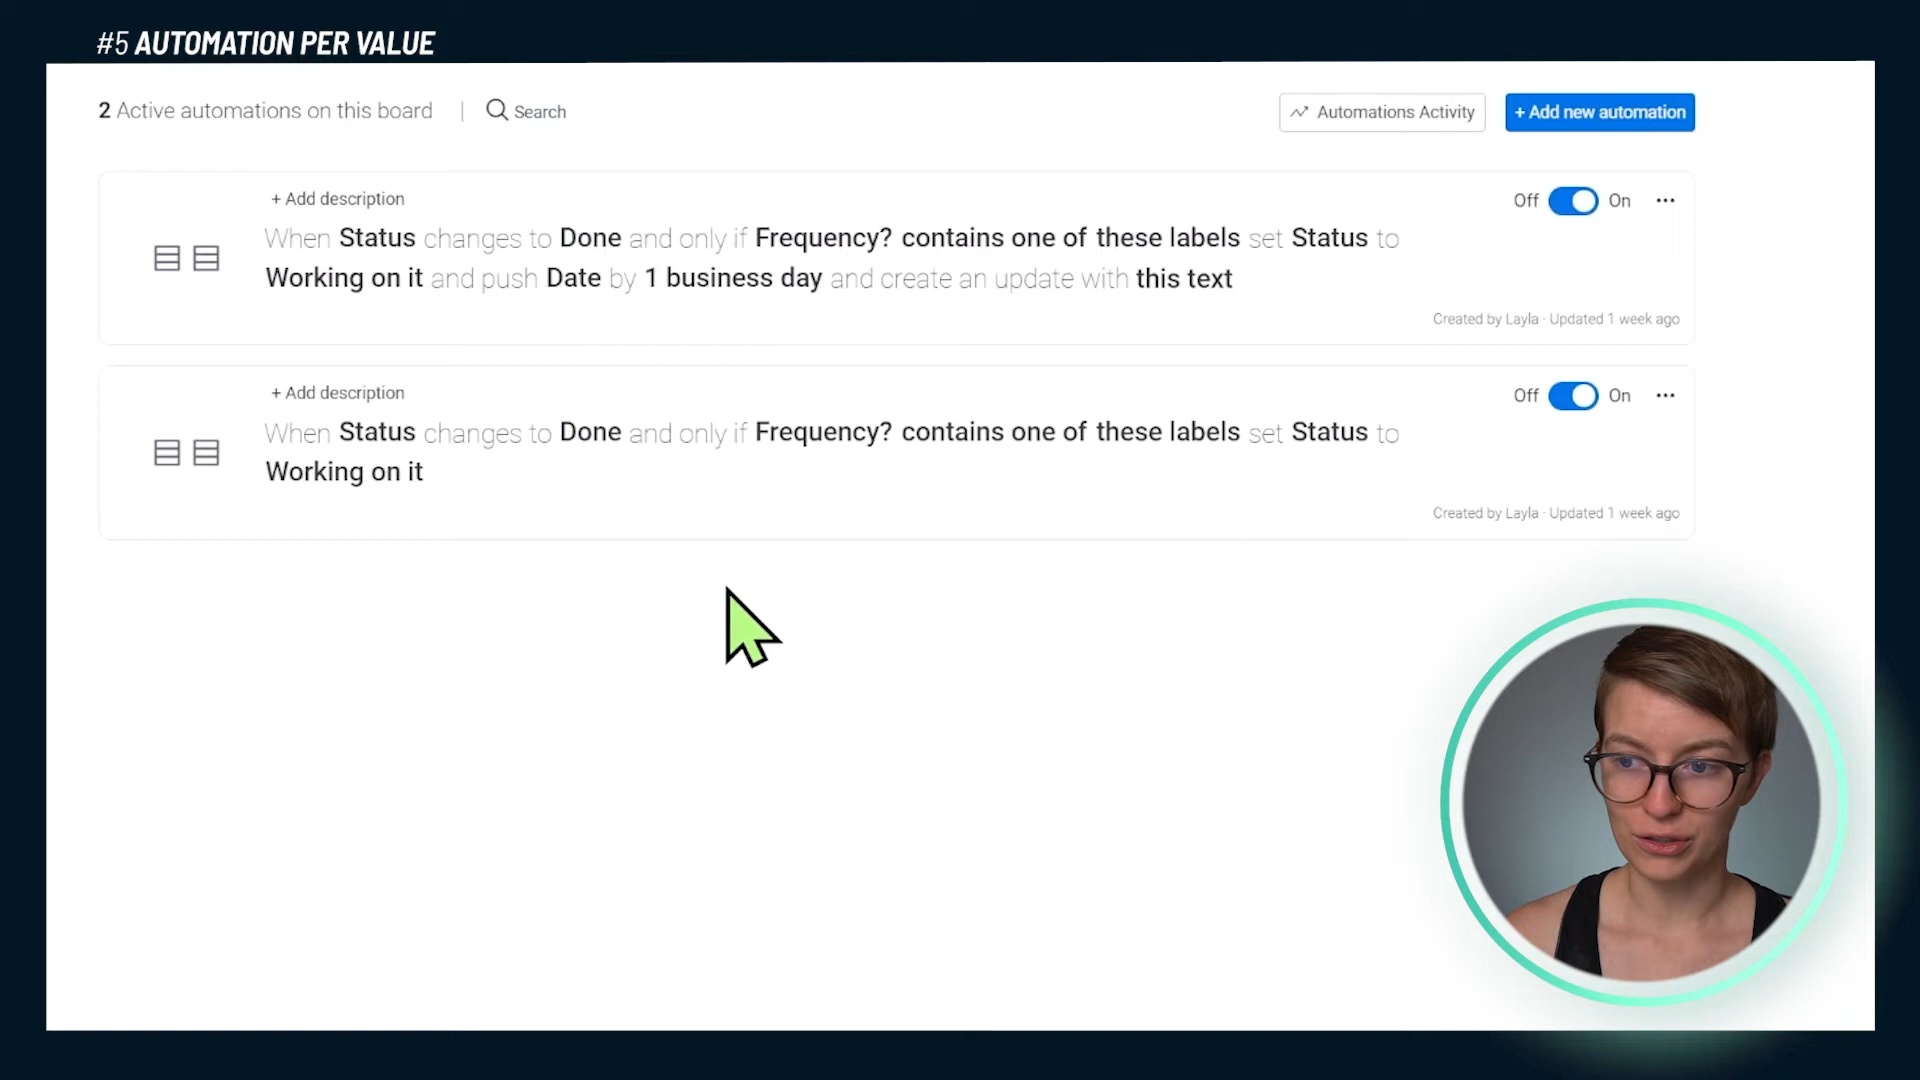 #5 AUTOMATION PER VALUE
2 Active automations on this board | Search
Automations Activity
+ Add new automation
+ Add description
Off On ...
When Status changes to Done and only if Frequency? contains one of these labels set Status to
Working on it and push Date by 1 business day and create an update with this text
Created by Layla · Updated 1 week ago
+ Add description
Off On ...
When Status changes to Done and only if Frequency? contains one of these labels set Status to
Working on it
Created by Layla · Updated 1 week ago